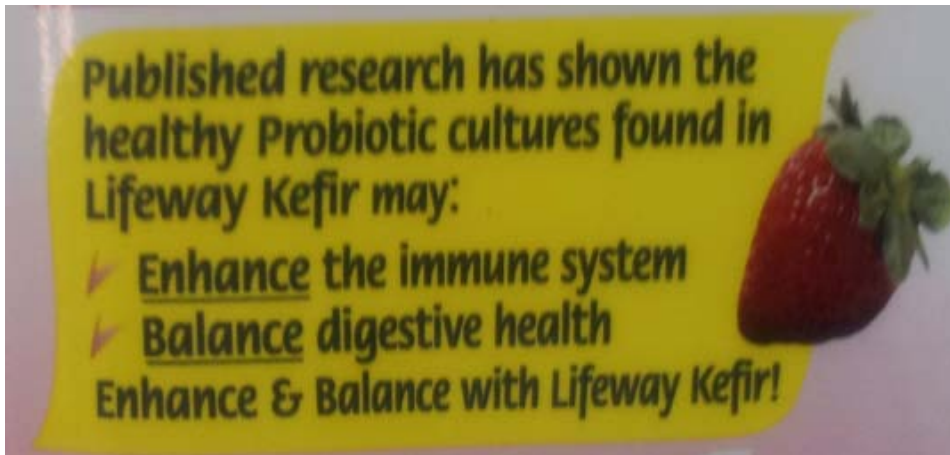 Published research has shown the
healthy Probiotic cultures found in
Lifeway Kefir may:
Enhance the immune system
Balance digestive health
Enhance & Balance with Lifeway Kefir!